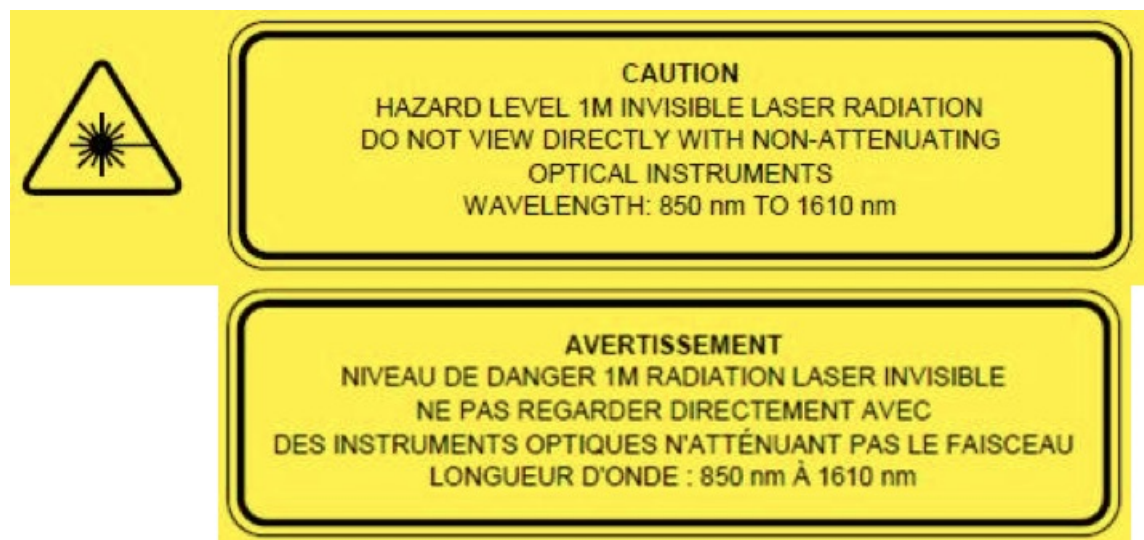 CAUTION
HAZARD LEVEL 1M INVISIBLE LASER RADIATION
DO NOT VIEW DIRECTLY WITH NON-ATTENUATING
OPTICAL INSTRUMENTS
WAVELENGTH: 850 nm TO 1610 nm
AVERTISSEMENT
NIVEAU DE DANGER 1M RADIATION LASER INVISIBLE
NE PAS REGARDER DIRECTEMENT AVEC
DES INSTRUMENTS OPTIQUES N'ATTÉNUANT PAS LE FAISCEAU
LONGUEUR D'ONDE : 850 nm À 1610 nm